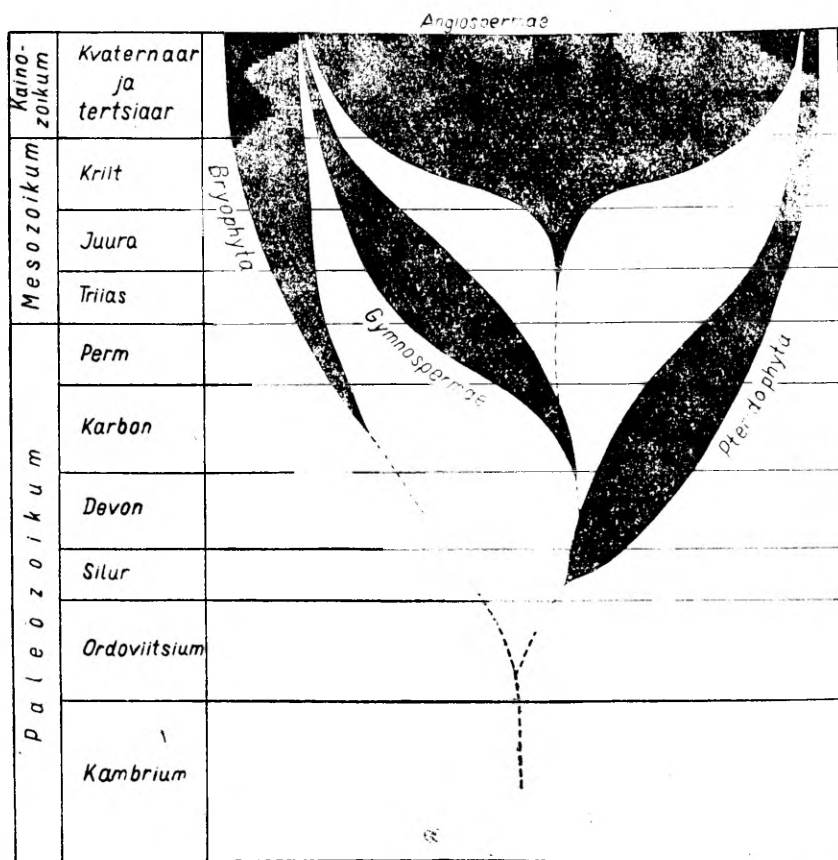 Angiospermae
Kaino-
zoikum
Kvaternaar
ja
tertsiaar
Mesozoikum
Kriit
Juura
Triias
Paleozoikum
Perm
Karbon
Devon
Silur
Ordoviitsium
Kambrium
Bryophyta
Gymnospermae
Pteridophyta